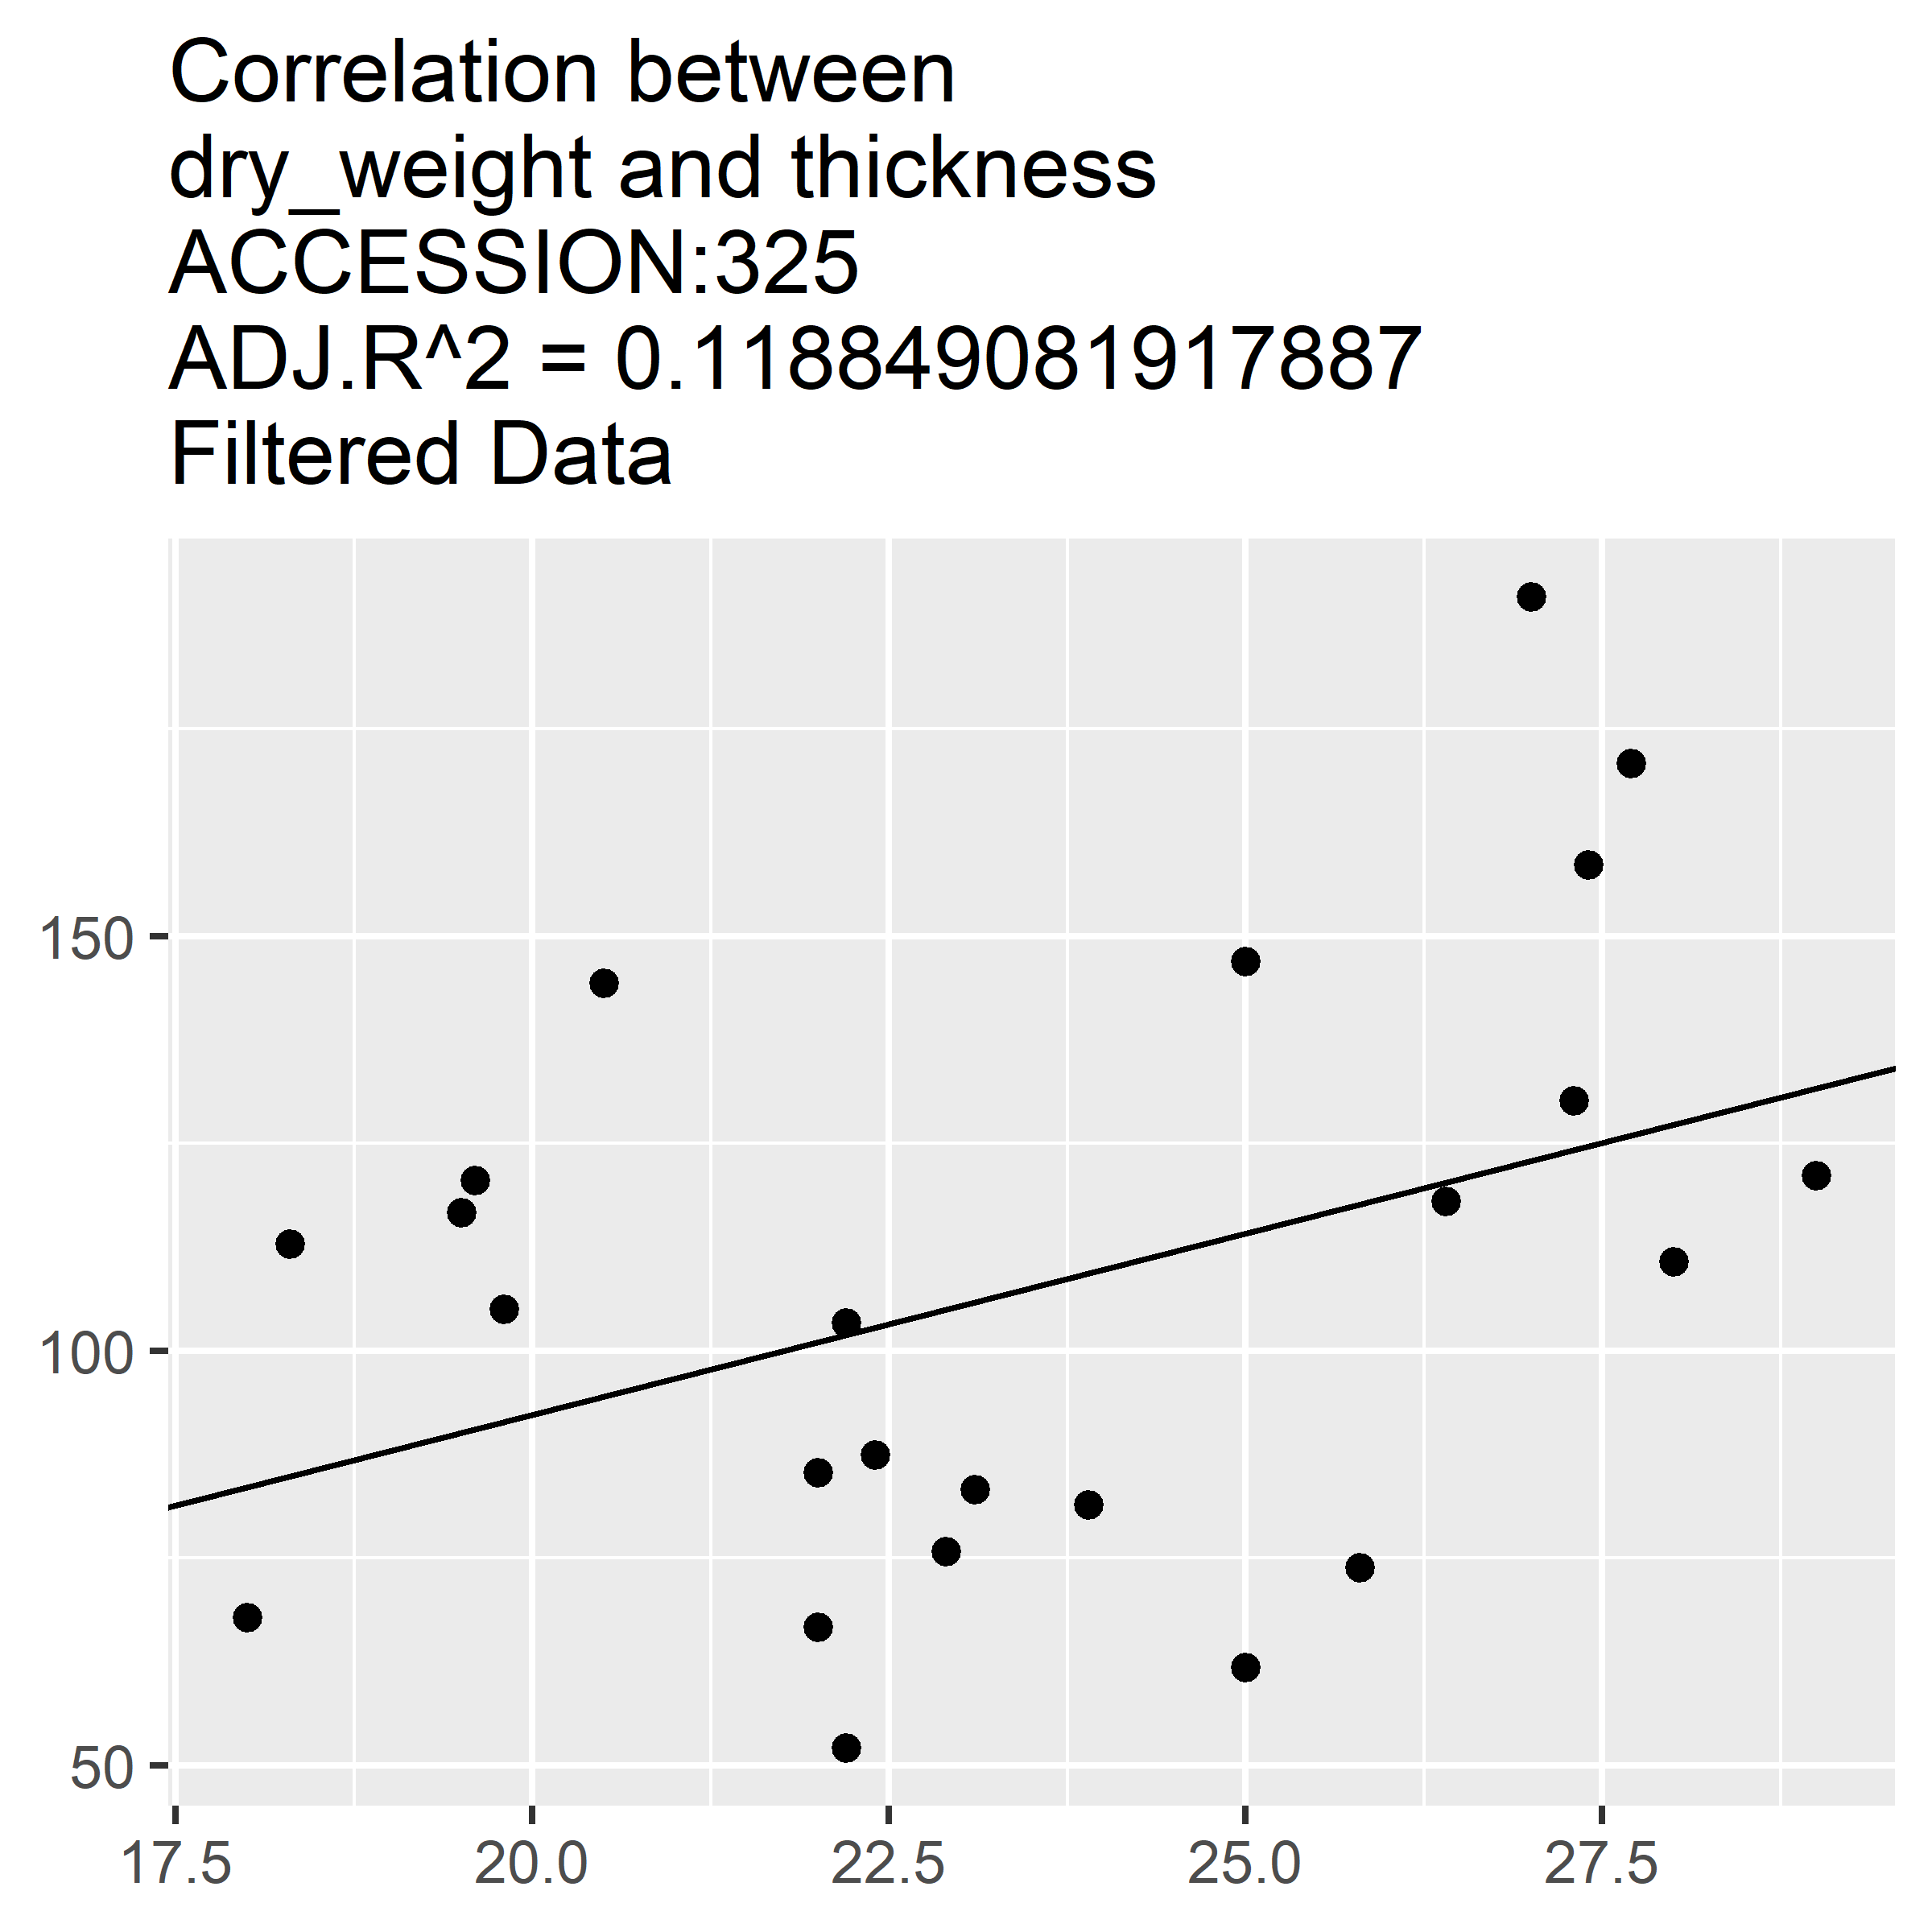 Correlation between
dry_weight and thickness
ACCESSION:325
ADJ.R^2 = 0.118849081917887
Filtered Data
150
100
50
17.5 20.0 22.5 25.0 27.5